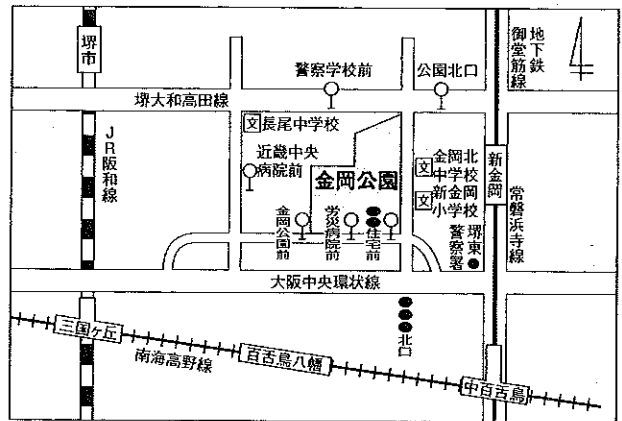 堺市
地下鉄
御堂筋線
警察学校前
公園北口
堺大和高田線
JR阪和線
長尾中学校
文
近畿中央
病院前
金岡公園
文
金岡北
中学校
文
新金岡
小学校
新金岡
常磐浜寺線
金岡公園前
労災病院前
●●住宅前
堺東
警察署●
大阪中央環状線
●●●北口
三国ヶ丘
南海高野線
百舌鳥八幡
中百舌鳥